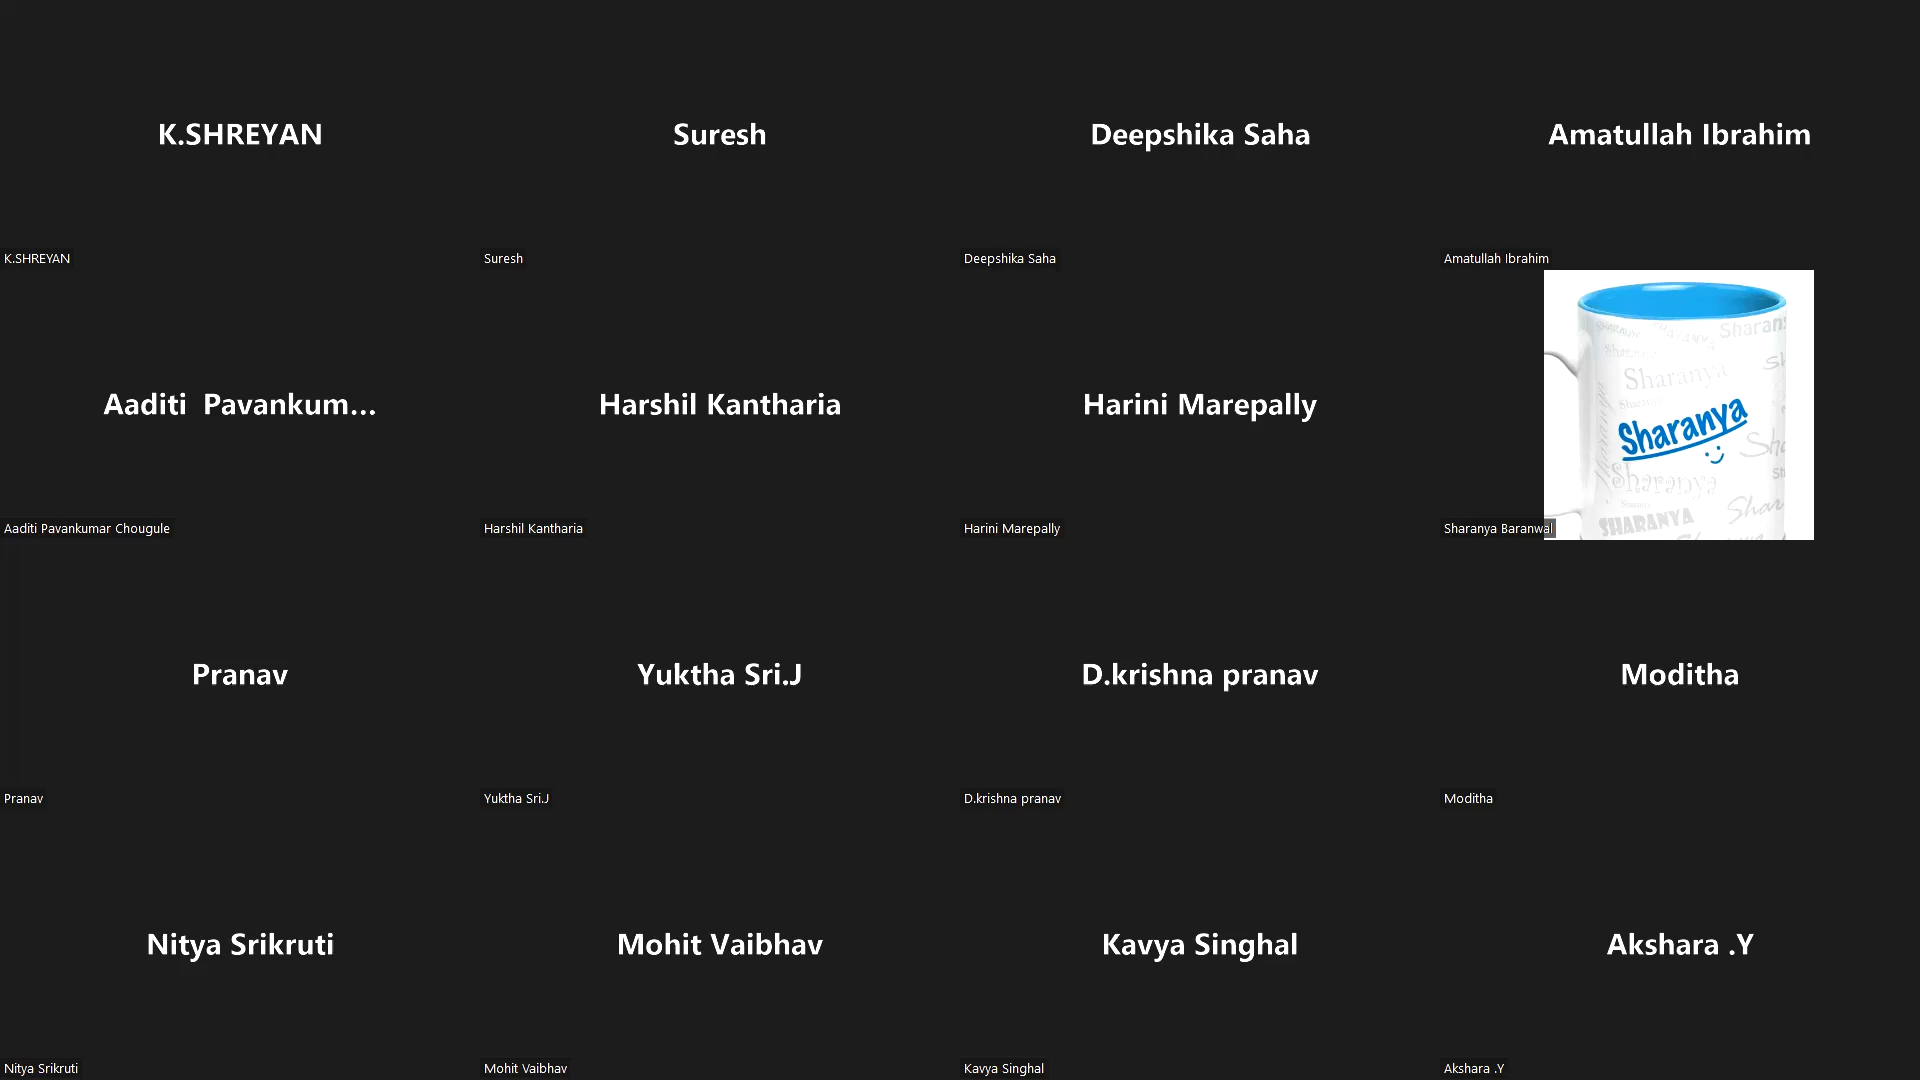 K.SHREYAN
Suresh
Deepshika Saha
Amatullah Ibrahim
K.SHREYAN
Suresh
Deepshika Saha
Amatullah Ibrahim
Aaditi  Pavankum...
Harshil Kantharia
Harini Marepally
Sharanya
Sharanya
Sharanya
Sharanya
SHARANYA
Aaditi Pavankumar Chougule
Harshil Kantharia
Harini Marepally
Sharanya Baranwal
Pranav
Yuktha Sri.J
D.krishna pranav
Moditha
Pranav
Yuktha Sri.J
D.krishna pranav
Moditha
Nitya Srikruti
Mohit Vaibhav
Kavya Singhal
Akshara .Y
Nitya Srikruti
Mohit Vaibhav
Kavya Singhal
Akshara .Y